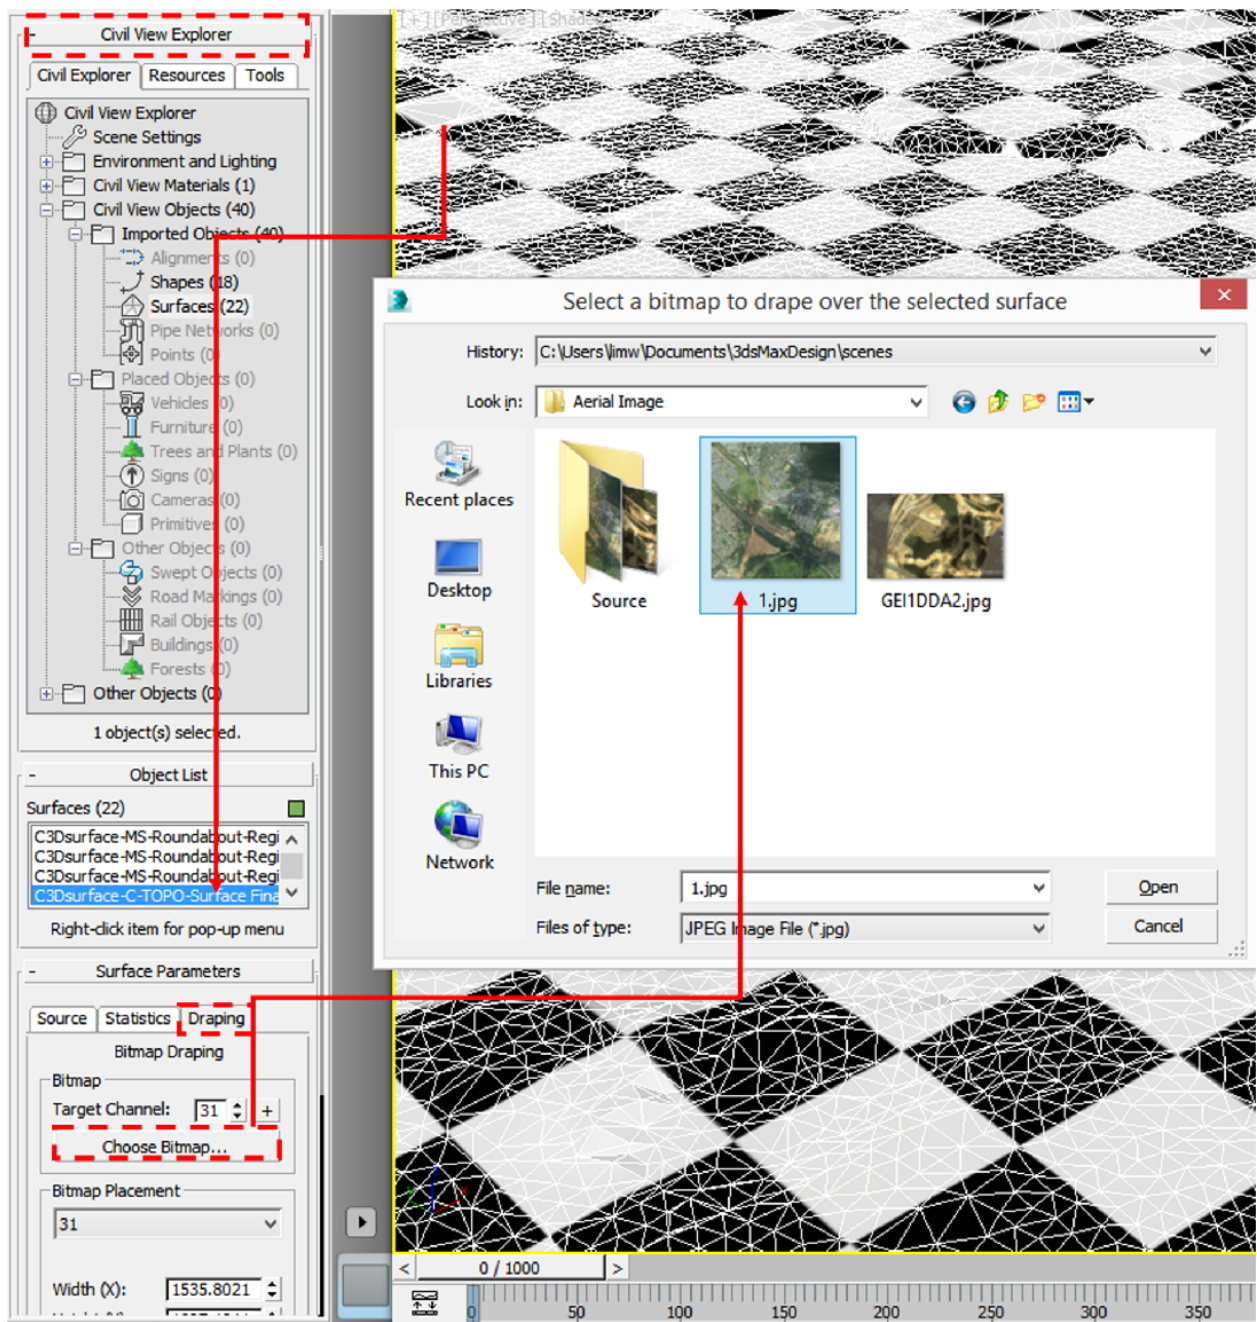 Civil View Explorer
Civil Explorer Resources Tools
Civil View Explorer
Scene Settings
Environment and Lighting
Civil View Materials (1)
Civil View Objects (40)
Imported Objects (40)
Alignments (0)
Shapes (18)
Surfaces (22)
Pipe Networks (0)
Points (0)
Placed Objects (0)
Vehicles (0)
Furniture (0)
Trees and Plants (0)
Signs (0)
Cameras (0)
Primitives (0)
Other Objects (0)
Swept Objects (0)
Road Markings (0)
Rail Objects (0)
Buildings (0)
Forests (0)
Other Objects (0)
1 object(s) selected.
Object List
Surfaces (22)
C3Dsurface-MS-Roundabout-Regi
C3Dsurface-MS-Roundabout-Regi
C3Dsurface-MS-Roundabout-Regi
C3Dsurface-C-TOPO-Surface Fina
Right-click item for pop-up menu
Surface Parameters
Source Statistics Draping
Bitmap Draping
Bitmap
Target Channel: 31 +
Choose Bitmap...
Bitmap Placement
31
Width (X): 1535.8021
[+][Perspective][Shaded
Select a bitmap to drape over the selected surface
History: C:\Users\limw\Documents\3dsMaxDesign\scenes
Look in: Aerial Image
Recent places
Desktop
Libraries
This PC
Network
Source
1.jpg
GEI1DDA2.jpg
File name: 1.jpg
Open
Files of type: JPEG Image File (*.jpg)
Cancel
< 0 / 1000 >
0 50 100 150 200 250 300 350